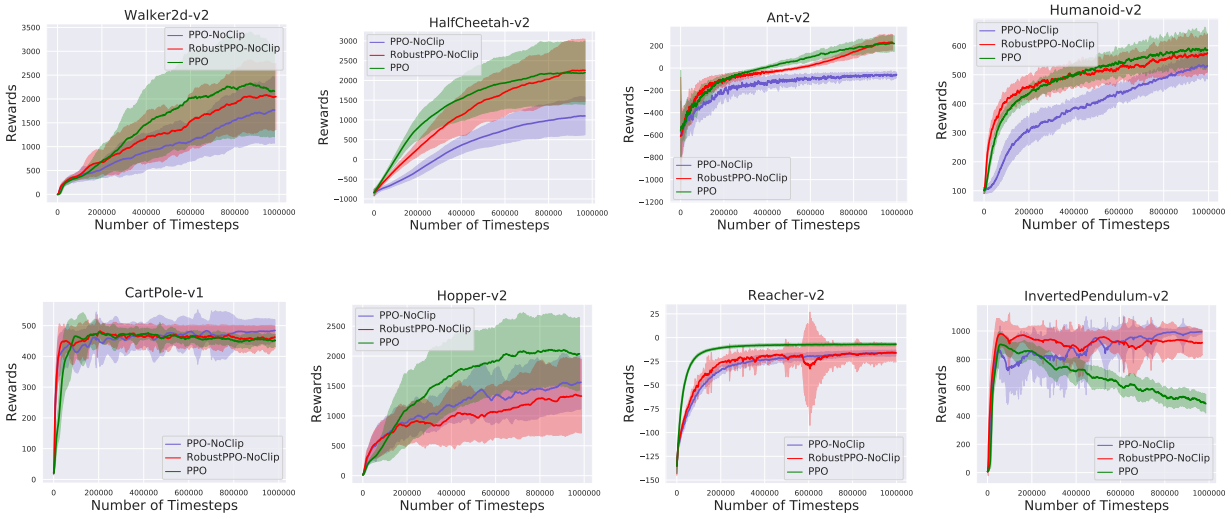 Walker2d-v2
3500
3000
2500
2000
1500
1000
500
0
Rewards
PPO-NoClip
RobustPPO-NoClip
PPO
0 200000 400000 600000 800000 1000000
Number of Timesteps
HalfCheetah-v2
3000
2500
2000
1500
1000
500
0
−500
−1000
Rewards
PPO-NoClip
RobustPPO-NoClip
PPO
0 200000 400000 600000 800000 1000000
Number of Timesteps
Ant-v2
200
0
−200
−400
−600
−800
−1000
−1200
Rewards
PPO-NoClip
RobustPPO-NoClip
PPO
0 200000 400000 600000 800000 1000000
Number of Timesteps
Humanoid-v2
600
500
400
300
200
100
Rewards
PPO-NoClip
RobustPPO-NoClip
PPO
0 200000 400000 600000 800000 1000000
Number of Timesteps
CartPole-v1
500
400
300
200
100
0
Rewards
PPO-NoClip
RobustPPO-NoClip
PPO
0 200000 400000 600000 800000 1000000
Number of Timesteps
Hopper-v2
2500
2000
1500
1000
500
0
Rewards
PPO-NoClip
RobustPPO-NoClip
PPO
0 200000 400000 600000 800000 1000000
Number of Timesteps
Reacher-v2
25
0
−25
−50
−75
−100
−125
−150
Rewards
PPO-NoClip
RobustPPO-NoClip
PPO
0 200000 400000 600000 800000 1000000
Number of Timesteps
InvertedPendulum-v2
1000
800
600
400
200
0
Rewards
PPO-NoClip
RobustPPO-NoClip
PPO
0 200000 400000 600000 800000 1000000
Number of Timesteps